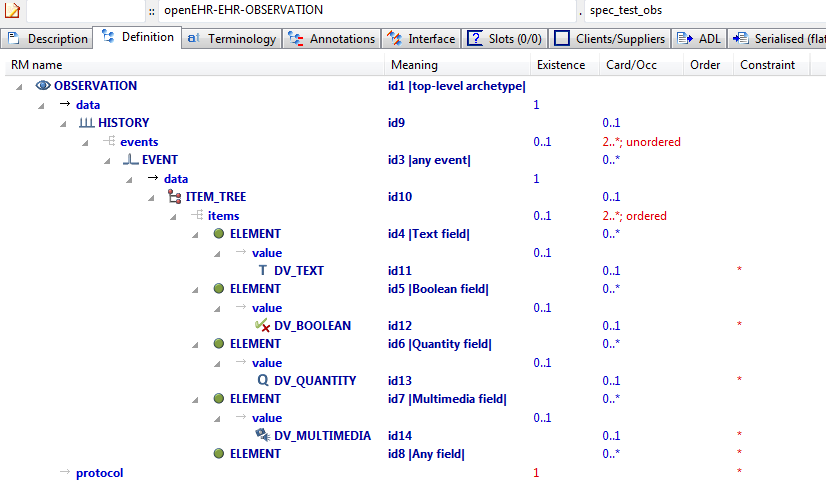 :: openEHR-EHR-OBSERVATION . spec_test_obs
Description Definition Terminology Annotations Interface Slots (0/0) Clients/Suppliers ADL Serialised (flat
RM name Meaning Existence Card/Occ Order Constraint
OBSERVATION id1 |top-level archetype|
data 1
HISTORY id9 0..1
events 0..1 2..*; unordered
EVENT id3 |any event| 0..*
data 1
ITEM_TREE id10 0..1
items 0..1 2..*; ordered
ELEMENT id4 |Text field| 0..*
value 0..1
T DV_TEXT id11 0..1 *
ELEMENT id5 |Boolean field| 0..*
value 0..1
DV_BOOLEAN id12 0..1 *
ELEMENT id6 |Quantity field| 0..*
value 0..1
Q DV_QUANTITY id13 0..1 *
ELEMENT id7 |Multimedia field| 0..*
value 0..1
DV_MULTIMEDIA id14 0..1 *
ELEMENT id8 |Any field| 0..* *
protocol 1 *